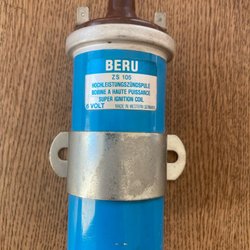 BERU
ZS 105
HOCHLEISTUNGSZÜNDSPULE
BOBINE A HAUTE PUISSANCE
SUPER IGNITION COIL
6 VOLT MADE IN WESTERN GERMANY